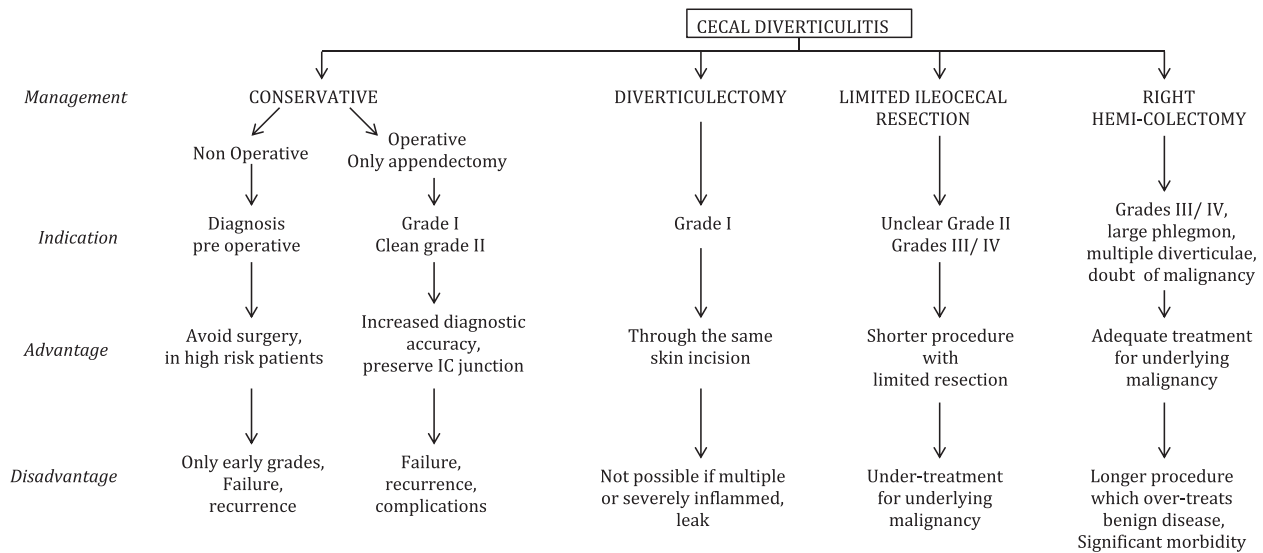 CECAL DIVERTICULITIS
Management
CONSERVATIVE
DIVERTICULECTOMY
LIMITED ILEOCECAL
RESECTION
RIGHT
HEMI-COLECTOMY
Non Operative
Operative
Only appendectomy
Indication
Diagnosis
pre operative
Grade I
Clean grade II
Grade I
Unclear Grade II
Grades III/ IV
Grades III/ IV,
large phlegmon,
multiple diverticulae,
doubt of malignancy
Advantage
Avoid surgery,
in high risk patients
Increased diagnostic
accuracy,
preserve IC junction
Through the same
skin incision
Shorter procedure
with
limited resection
Adequate treatment
for underlying
malignancy
Disadvantage
Only early grades,
Failure,
recurrence
Failure,
recurrence,
complications
Not possible if multiple
or severely inflammed,
leak
Under-treatment
for underlying
malignancy
Longer procedure
which over-treats
benign disease,
Significant morbidity